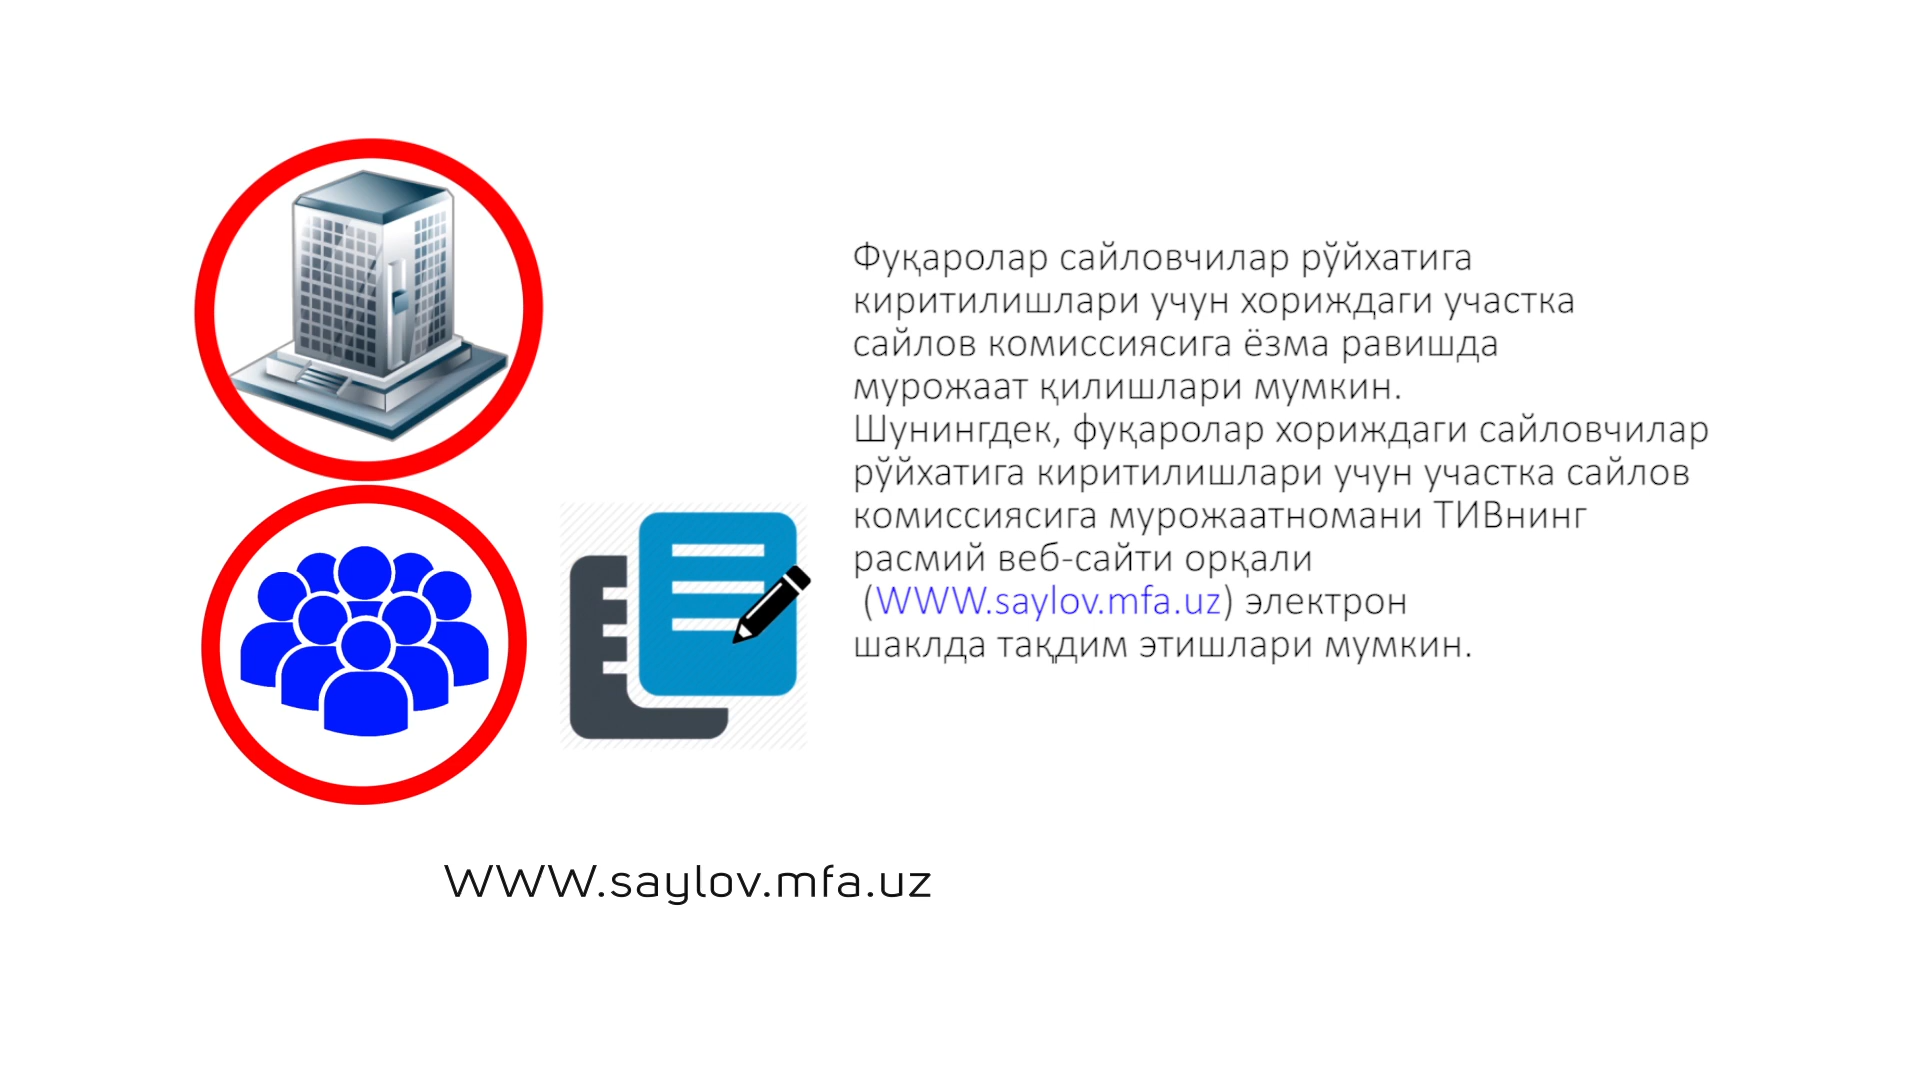 Фуқаролар сайловчилар рўйхатига
киритилишлари учун хориждаги участка
сайлов комиссиясига ёзма равишда
мурожаат қилишлари мумкин.
Шунингдек, фуқаролар хориждаги сайловчилар
рўйхатига киритилишлари учун участка сайлов
комиссиясига мурожаатномани ТИВнинг
расмий веб-сайти орқали
(WWW.saylov.mfa.uz) электрон
шаклда тақдим этишлари мумкин.
WWW.saylov.mfa.uz